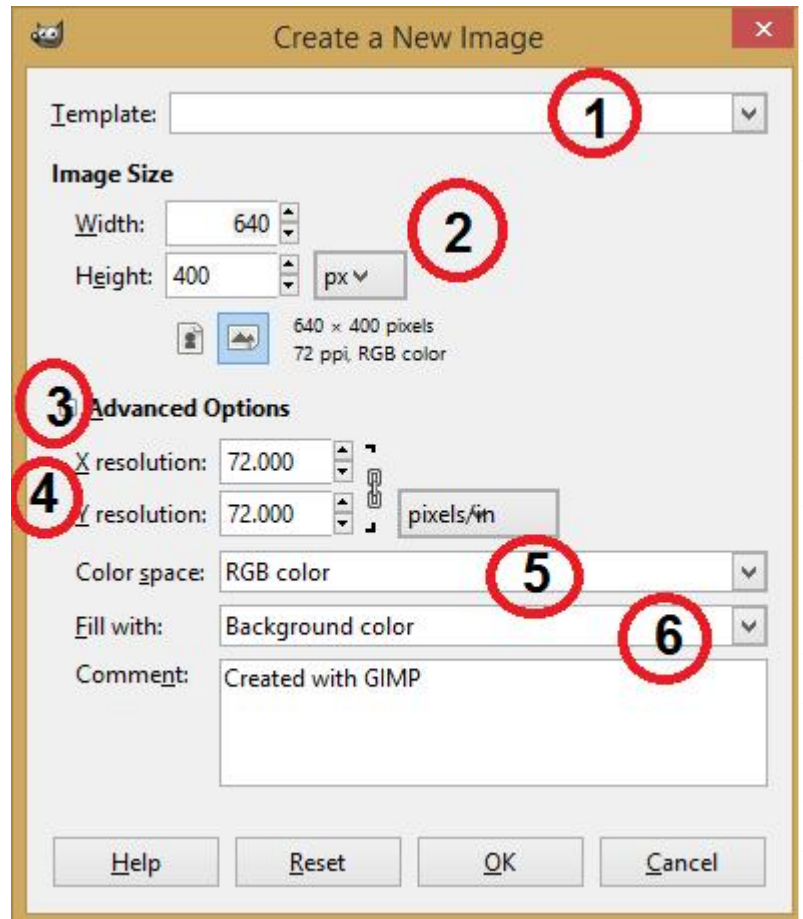 Create a New Image
Template: 1
Image Size
Width: 640 2
Height: 400 px
640 × 400 pixels
72 ppi, RGB color
3 Advanced Options
X resolution: 72.000
4 Y resolution: 72.000 pixels/in
Color space: RGB color 5
Fill with: Background color 6
Comment: Created with GIMP
Help Reset OK Cancel